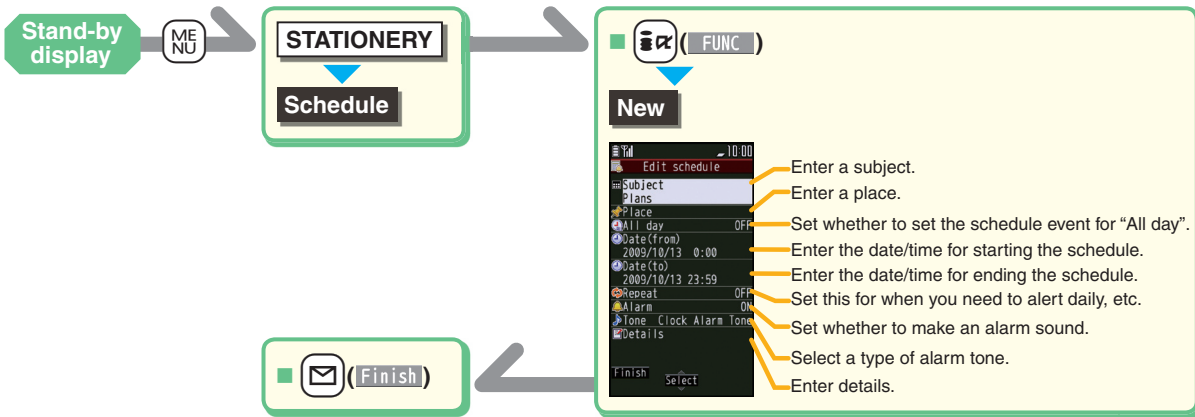 Stand-by
display
ME
NU
STATIONERY
Schedule
( FUNC )
New
10:00
Edit schedule
Subject
Plans
Place
All day OFF
Date(from)
2009/10/13 0:00
Date(to)
2009/10/13 23:59
Repeat OFF
Alarm ON
Tone Clock Alarm Tone
Details
Finish
Select
Enter a subject.
Enter a place.
Set whether to set the schedule event for “All day”.
Enter the date/time for starting the schedule.
Enter the date/time for ending the schedule.
Set this for when you need to alert daily, etc.
Set whether to make an alarm sound.
Select a type of alarm tone.
Enter details.
(Finish)